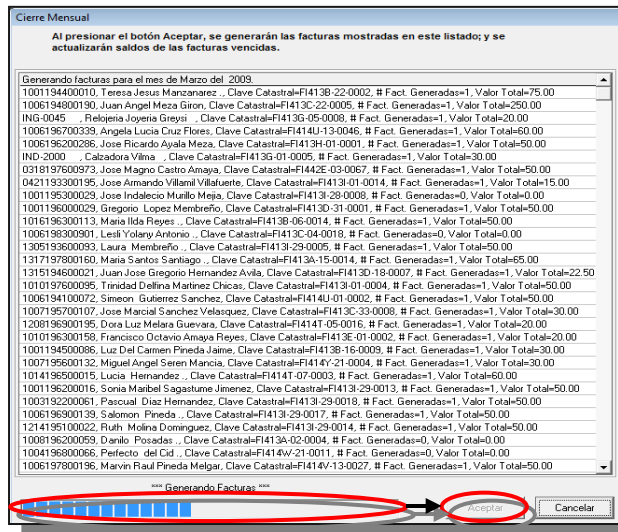 Cierre Mensual
Al presionar el botón Aceptar, se generarán las facturas mostradas en este listado; y se
actualizarán saldos de las facturas vencidas.
Generando facturas para el mes de Marzo del  2009.
1001194400010, Teresa Jesus Manzanarez ., Clave Catastral=FI413B-22-0002, # Fact. Generadas=1, Valor Total=75.00
1006194800190, Juan Angel Meza Giron, Clave Catastral=FI413C-22-0005, # Fact. Generadas=1, Valor Total=250.00
ING-0045    , Relojeria Joyeria Greysi   , Clave Catastral=FI413G-05-0008, # Fact. Generadas=1, Valor Total=20.00
1006196700339, Angela Lucia Cruz Flores, Clave Catastral=FI414U-13-0046, # Fact. Generadas=1, Valor Total=60.00
1006196200286, Jose Ricardo Ayala Meza, Clave Catastral=FI413H-01-0001, # Fact. Generadas=1, Valor Total=50.00
IND-2000    , Calzadora Vilma   , Clave Catastral=FI413G-01-0005, # Fact. Generadas=1, Valor Total=30.00
0318197600973, Jose Magno Castro Amaya, Clave Catastral=FI442E-03-0067, # Fact. Generadas=1, Valor Total=50.00
0421193300195, Jose Armando Villamil Villafuerte, Clave Catastral=FI413I-01-0014, # Fact. Generadas=1, Valor Total=15.00
1001195300029, Jose Indalecio Murillo Mejia, Clave Catastral=FI413I-28-0008, # Fact. Generadas=0, Valor Total=0.00
1001196000029, Gregorio  Lopez Membreño, Clave Catastral=FI413D-31-0001, # Fact. Generadas=1, Valor Total=50.00
1016196300113, Maria Ilda Reyes ., Clave Catastral=FI413B-06-0014, # Fact. Generadas=1, Valor Total=50.00
1006198300901, Lesli Yolany Antonio ., Clave Catastral=FI413C-04-0018, # Fact. Generadas=0, Valor Total=0.00
1305193600093, Laura  Membreño ., Clave Catastral=FI413I-29-0005, # Fact. Generadas=1, Valor Total=50.00
1317197800160, Maria Santos Santiago ., Clave Catastral=FI413A-15-0014, # Fact. Generadas=1, Valor Total=65.00
1315194600021, Juan Jose Gregorio Hernandez Avila, Clave Catastral=FI413D-18-0007, # Fact. Generadas=1, Valor Total=22.50
1010197600095, Trinidad Delfina Martinez Chicas, Clave Catastral=FI413I-01-0004, # Fact. Generadas=1, Valor Total=50.00
1006194100072, Simeon  Gutierrez Sanchez, Clave Catastral=FI414U-01-0002, # Fact. Generadas=1, Valor Total=50.00
1007195700107, Jose Marcial Sanchez Velasquez, Clave Catastral=FI413C-33-0008, # Fact. Generadas=1, Valor Total=30.00
1208196900195, Dora Luz Melara Guevara, Clave Catastral=FI414T-05-0016, # Fact. Generadas=1, Valor Total=20.00
1010196300158, Francisco Octavio Amaya Reyes, Clave Catastral=FI413E-01-0002, # Fact. Generadas=1, Valor Total=20.00
1001194500086, Luz Del Carmen Pineda Jaime, Clave Catastral=FI413B-16-0009, # Fact. Generadas=1, Valor Total=30.00
1007195600132, Miguel Angel Seren Mancia, Clave Catastral=FI414Y-21-0004, # Fact. Generadas=1, Valor Total=30.00
1014196500015, Lucia  Hernandez ., Clave Catastral=FI414T-07-0003, # Fact. Generadas=1, Valor Total=60.00
1001196200016, Sonia Maribel Sagastume Jimenez, Clave Catastral=FI413I-29-0013, # Fact. Generadas=1, Valor Total=50.00
1003192200061, Pascual  Diaz Hernandez, Clave Catastral=FI413I-29-0018, # Fact. Generadas=1, Valor Total=50.00
1006196900139, Salomon  Pineda ., Clave Catastral=FI413I-29-0017, # Fact. Generadas=1, Valor Total=50.00
1214195100022, Ruth  Molina Dominguez, Clave Catastral=FI413I-29-0014, # Fact. Generadas=1, Valor Total=50.00
1008196200059, Danilo  Posadas ., Clave Catastral=FI413A-02-0004, # Fact. Generadas=0, Valor Total=0.00
1004196800066, Perfecto  del Cid ., Clave Catastral=FI414W-21-0011, # Fact. Generadas=0, Valor Total=0.00
1006197800196, Marvin Raul Pineda Melgar, Clave Catastral=FI414V-13-0027, # Fact. Generadas=1, Valor Total=50.00
*** Generando Facturas ***
Aceptar
Cancelar